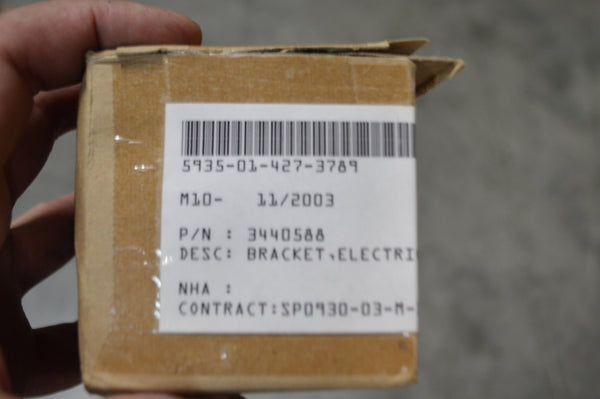 5935-01-427-3789
M10- 11/2003
P/N : 3440588
DESC: BRACKET,ELECTRI
NHA :
CONTRACT:SP0930-03-M-